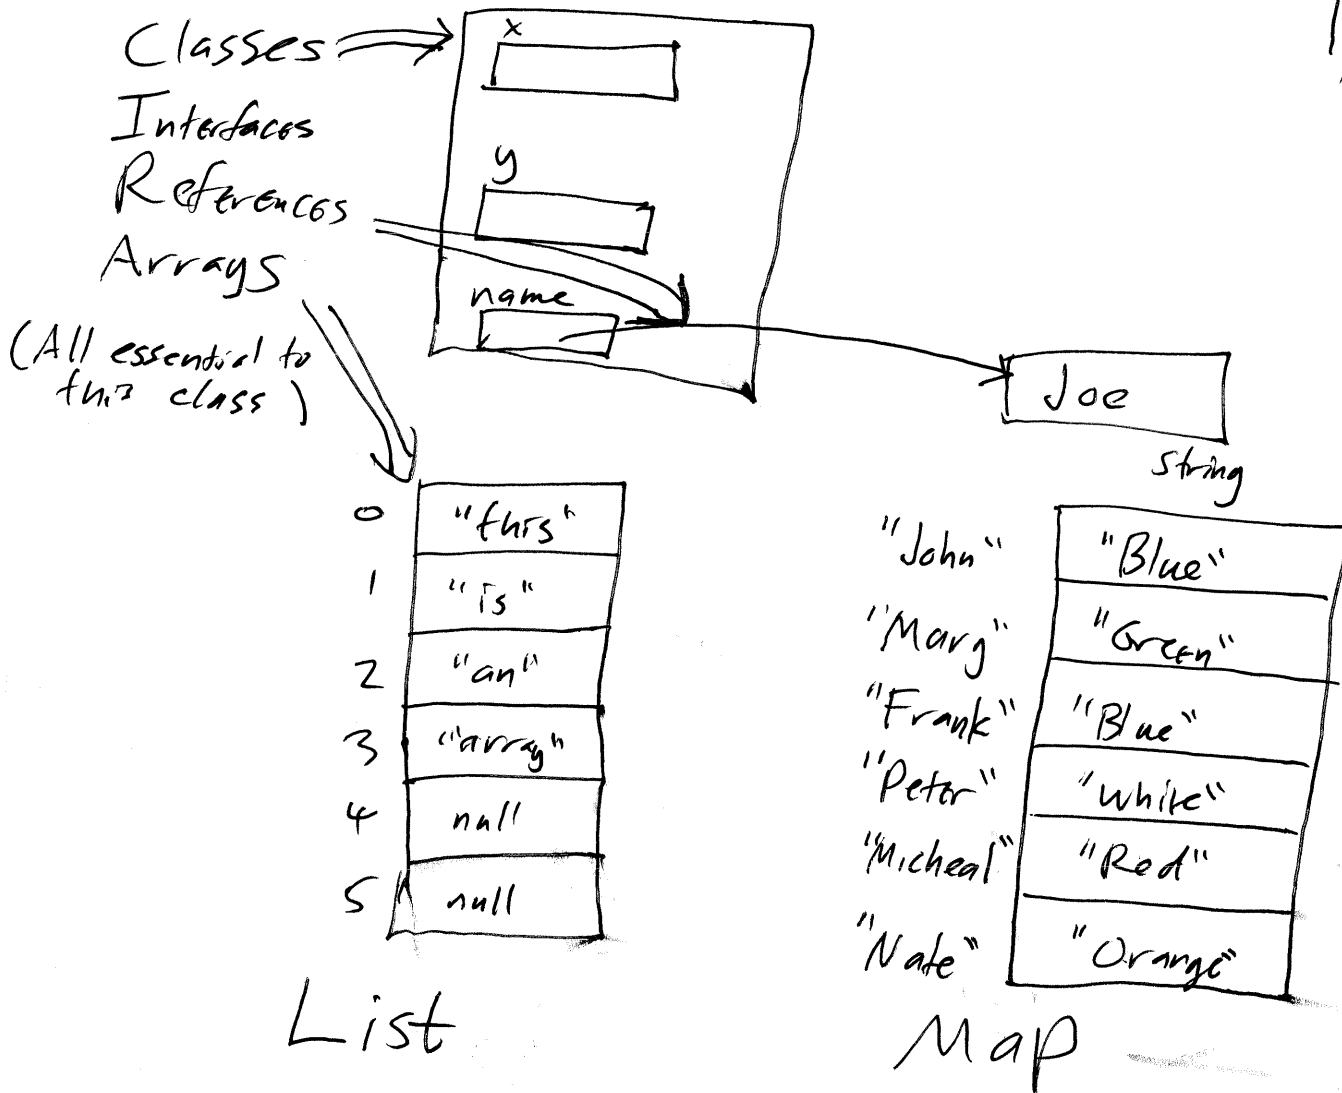 Classes
Interfaces
References
Arrays
(All essential to
this class)
x
y
name
Joe
string
0 "this"
1 "is"
2 "an"
3 "array"
4 null
5 null
List
"John" "Blue"
"Marg" "Green"
"Frank" "Blue"
"Peter" "White"
"Micheal" "Red"
"Nate" "Orange"
Map